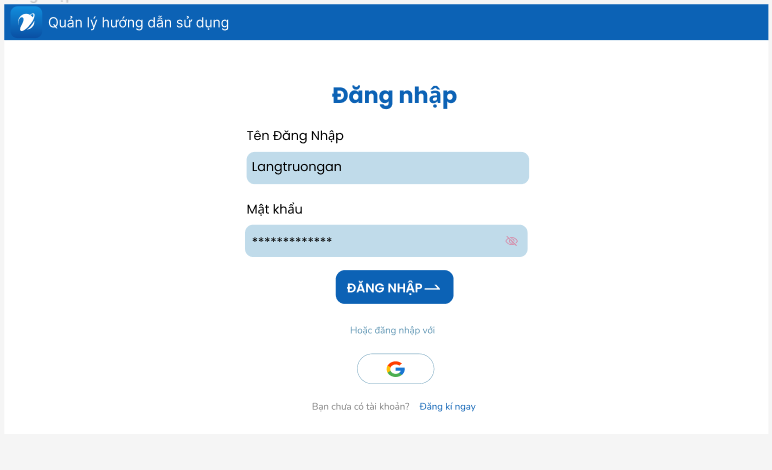 Quản lý hướng dẫn sử dụng
Đăng nhập
Tên Đăng Nhập
Langtruongan
Mật khẩu
*************
ĐĂNG NHẬP
Hoặc đăng nhập với
Bạn chưa có tài khoản? Đăng kí ngay